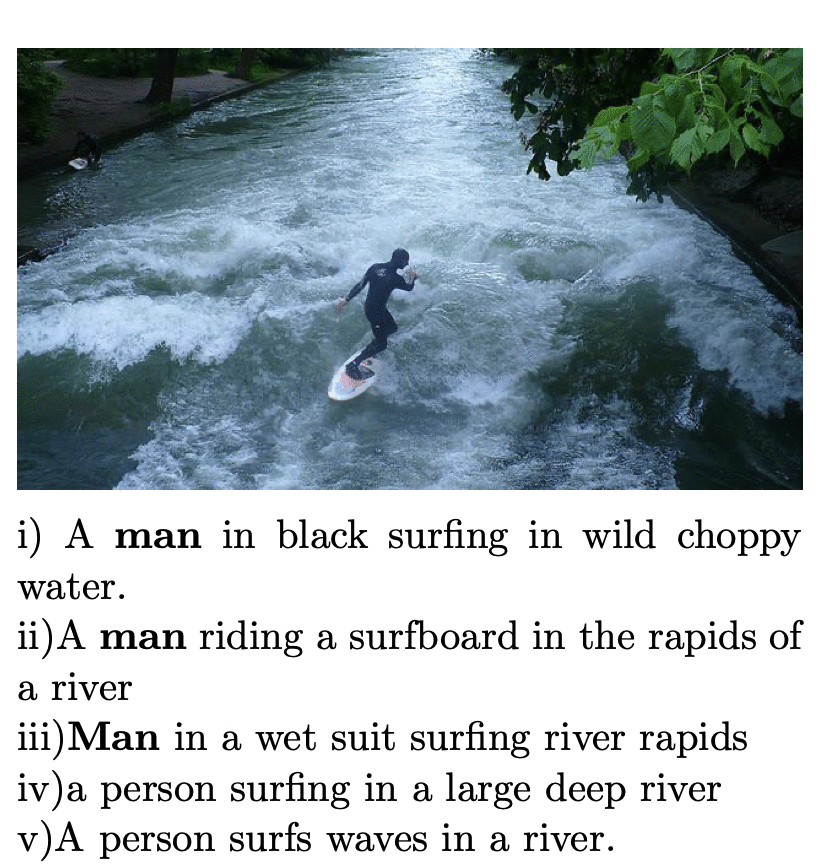 i) A man in black surfing in wild choppy
water.
ii)A man riding a surfboard in the rapids of
a river
iii)Man in a wet suit surfing river rapids
iv)a person surfing in a large deep river
v)A person surfs waves in a river.